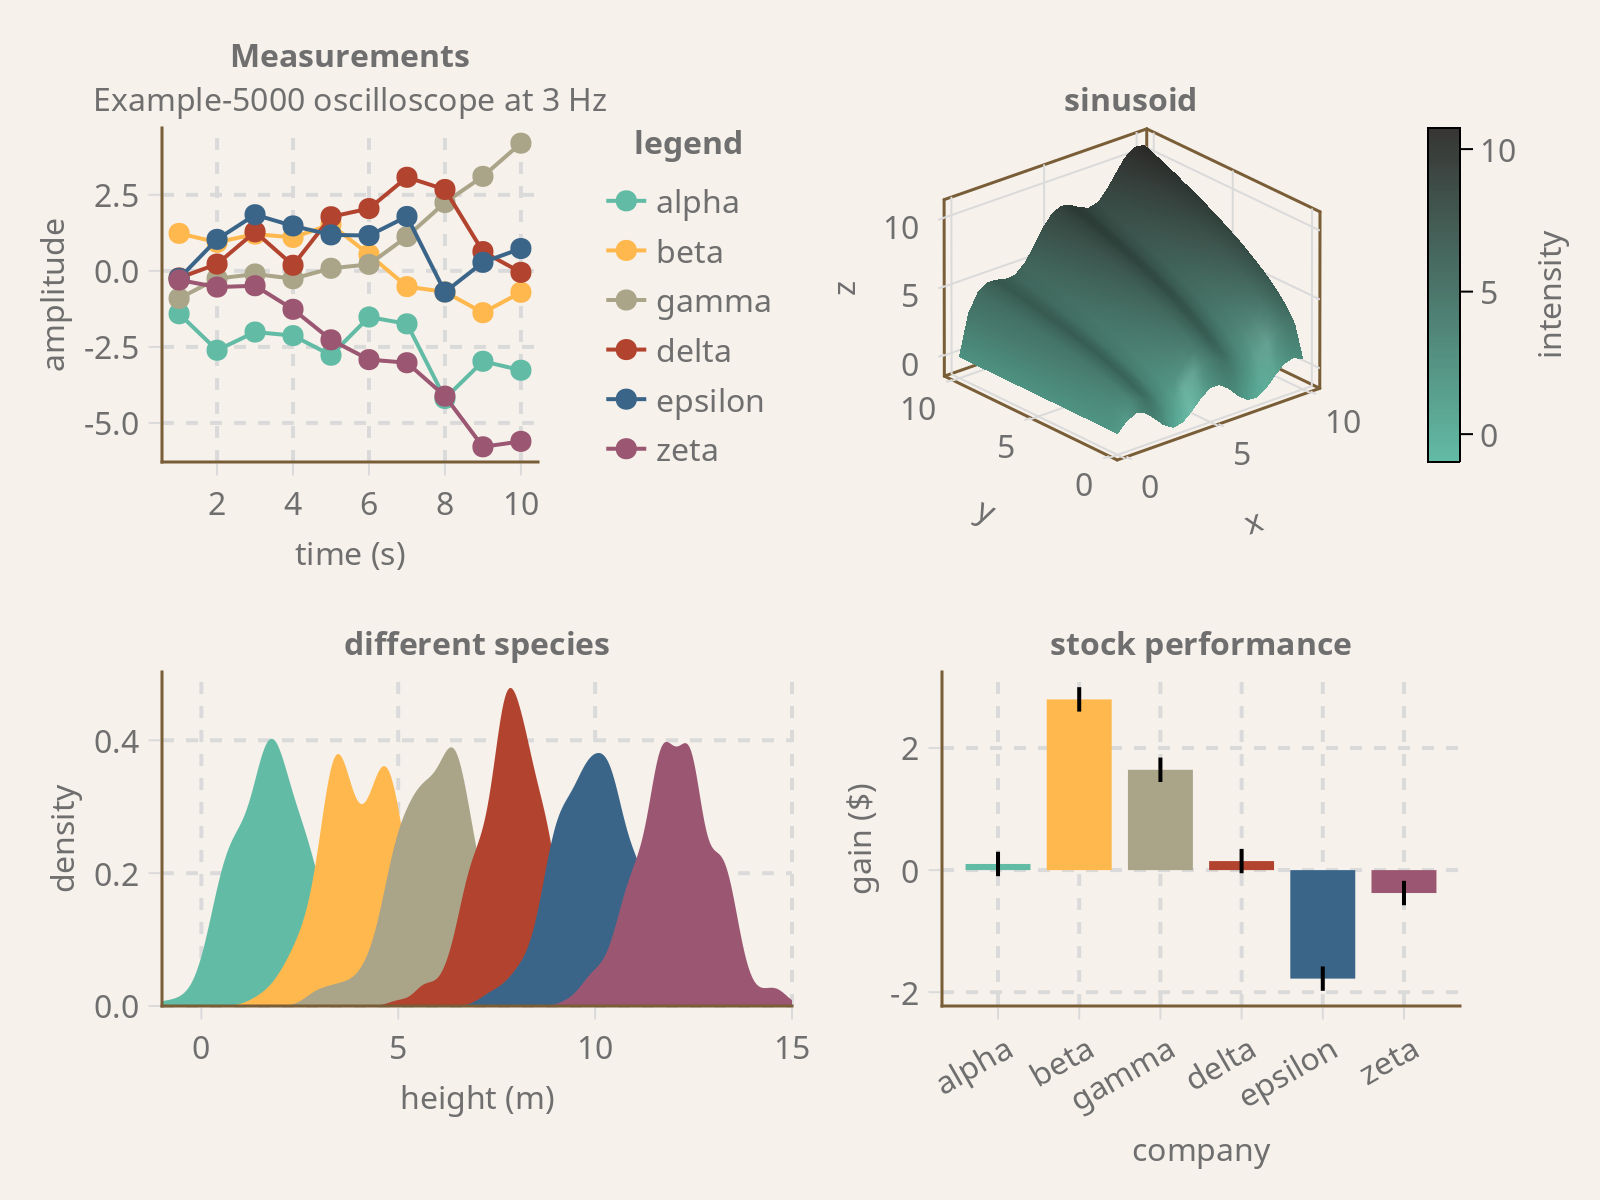 Measurements
Example-5000 oscilloscope at 3 Hz
amplitude
2.5
0.0
-2.5
-5.0
2 4 6 8 10
time (s)
legend
alpha
beta
gamma
delta
epsilon
zeta
sinusoid
z
10
5
0
10
5
0
y
0
5
10
x
10
5
0
intensity
different species
density
0.4
0.2
0.0
0 5 10 15
height (m)
stock performance
gain ($)
2
0
-2
alpha beta gamma delta epsilon zeta
company